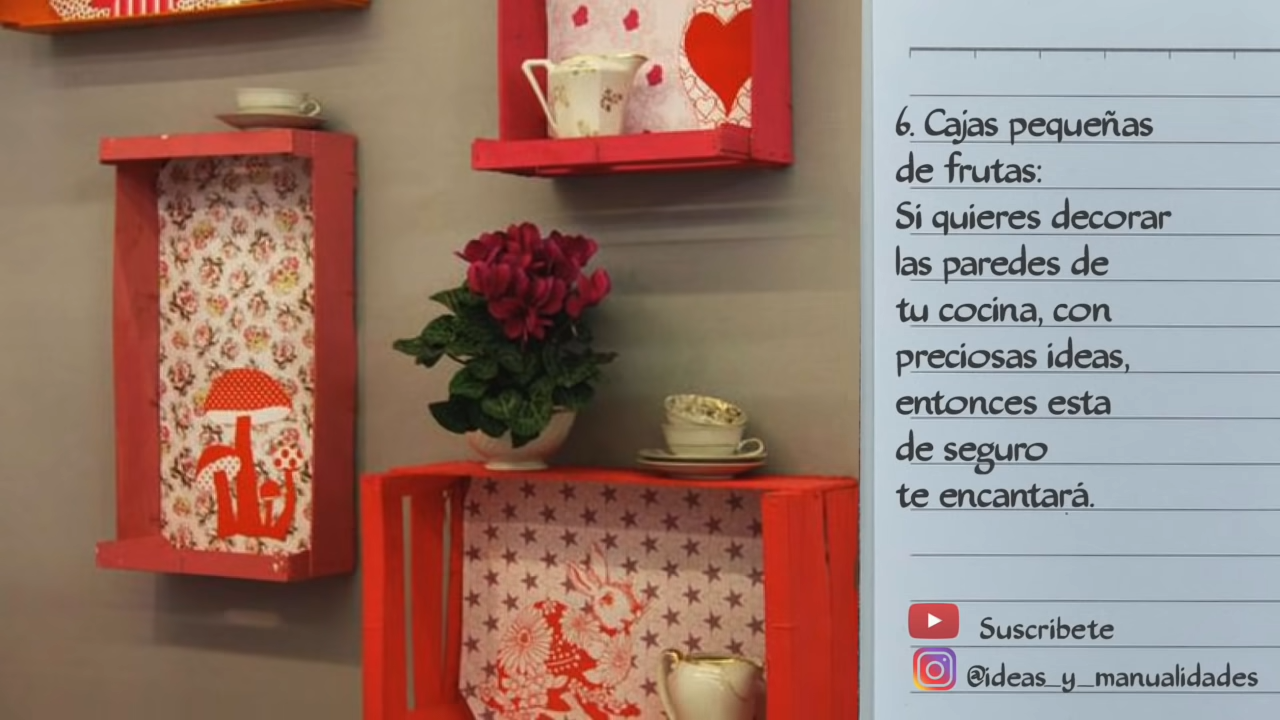 6. Cajas pequeñas
de frutas:
Si quieres decorar
las paredes de
tu cocina, con
preciosas ideas,
entonces esta
de seguro
te encantará.
Suscribete
@ideas_y_manualidades